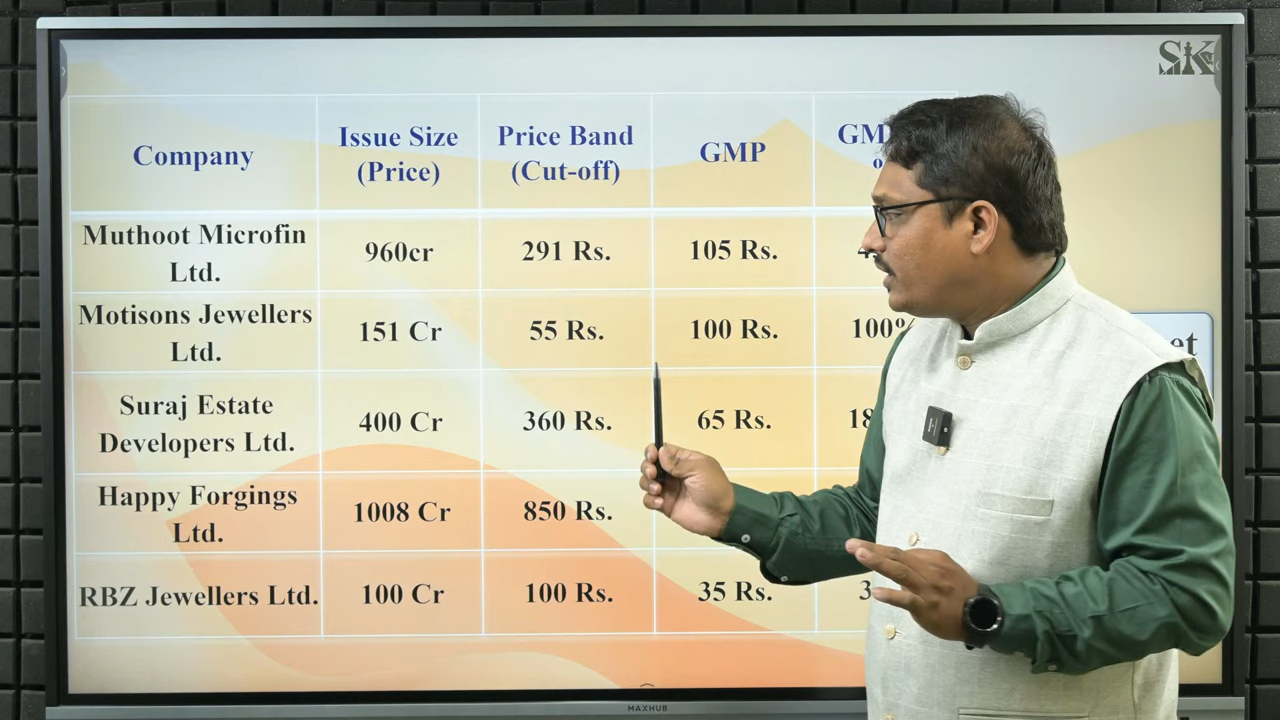 SK
Company
Issue Size
(Price)
Price Band
(Cut-off)
GMP
Muthoot Microfin
Ltd.
960cr
291 Rs.
105 Rs.
Motisons Jewellers
Ltd.
151 Cr
55 Rs.
100 Rs.
100%
Suraj Estate
Developers Ltd.
400 Cr
360 Rs.
65 Rs.
Happy Forgings
Ltd.
1008 Cr
850 Rs.
RBZ Jewellers Ltd.
100 Cr
100 Rs.
35 Rs.
MAXHUB